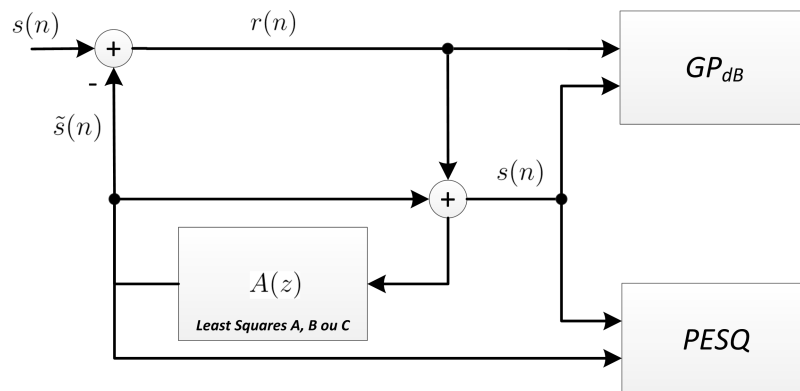 s(n)
r(n)
+
-
GP_dB
s̃(n)
s(n)
+
A(z)
Least Squares A, B ou C
PESQ